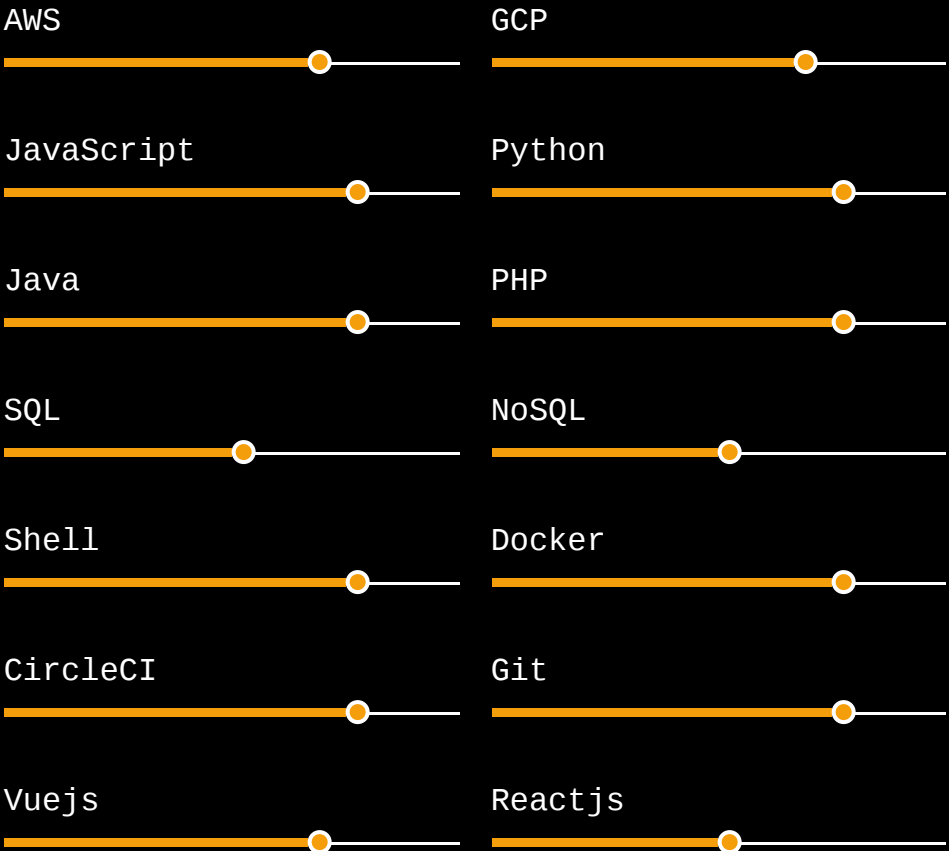 AWS
GCP
JavaScript
Python
Java
PHP
SQL
NoSQL
Shell
Docker
CircleCI
Git
Vuejs
Reactjs